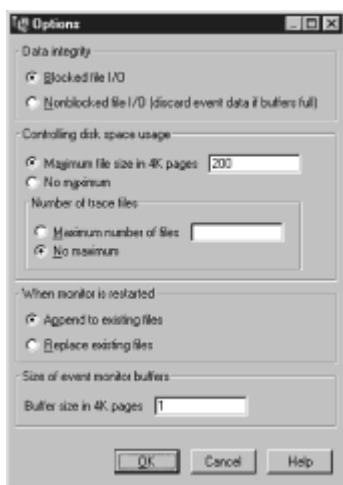 Options
Data integrity
Blocked file I/O
Nonblocked file I/O (discard event data if buffers full)
Controlling disk space usage
Maximum file size in 4K pages 200
No maximum
Number of trace files
Maximum number of files
No maximum
When monitor is restarted
Append to existing files
Replace existing files
Size of event monitor buffers
Buffer size in 4K pages 1
OK Cancel Help